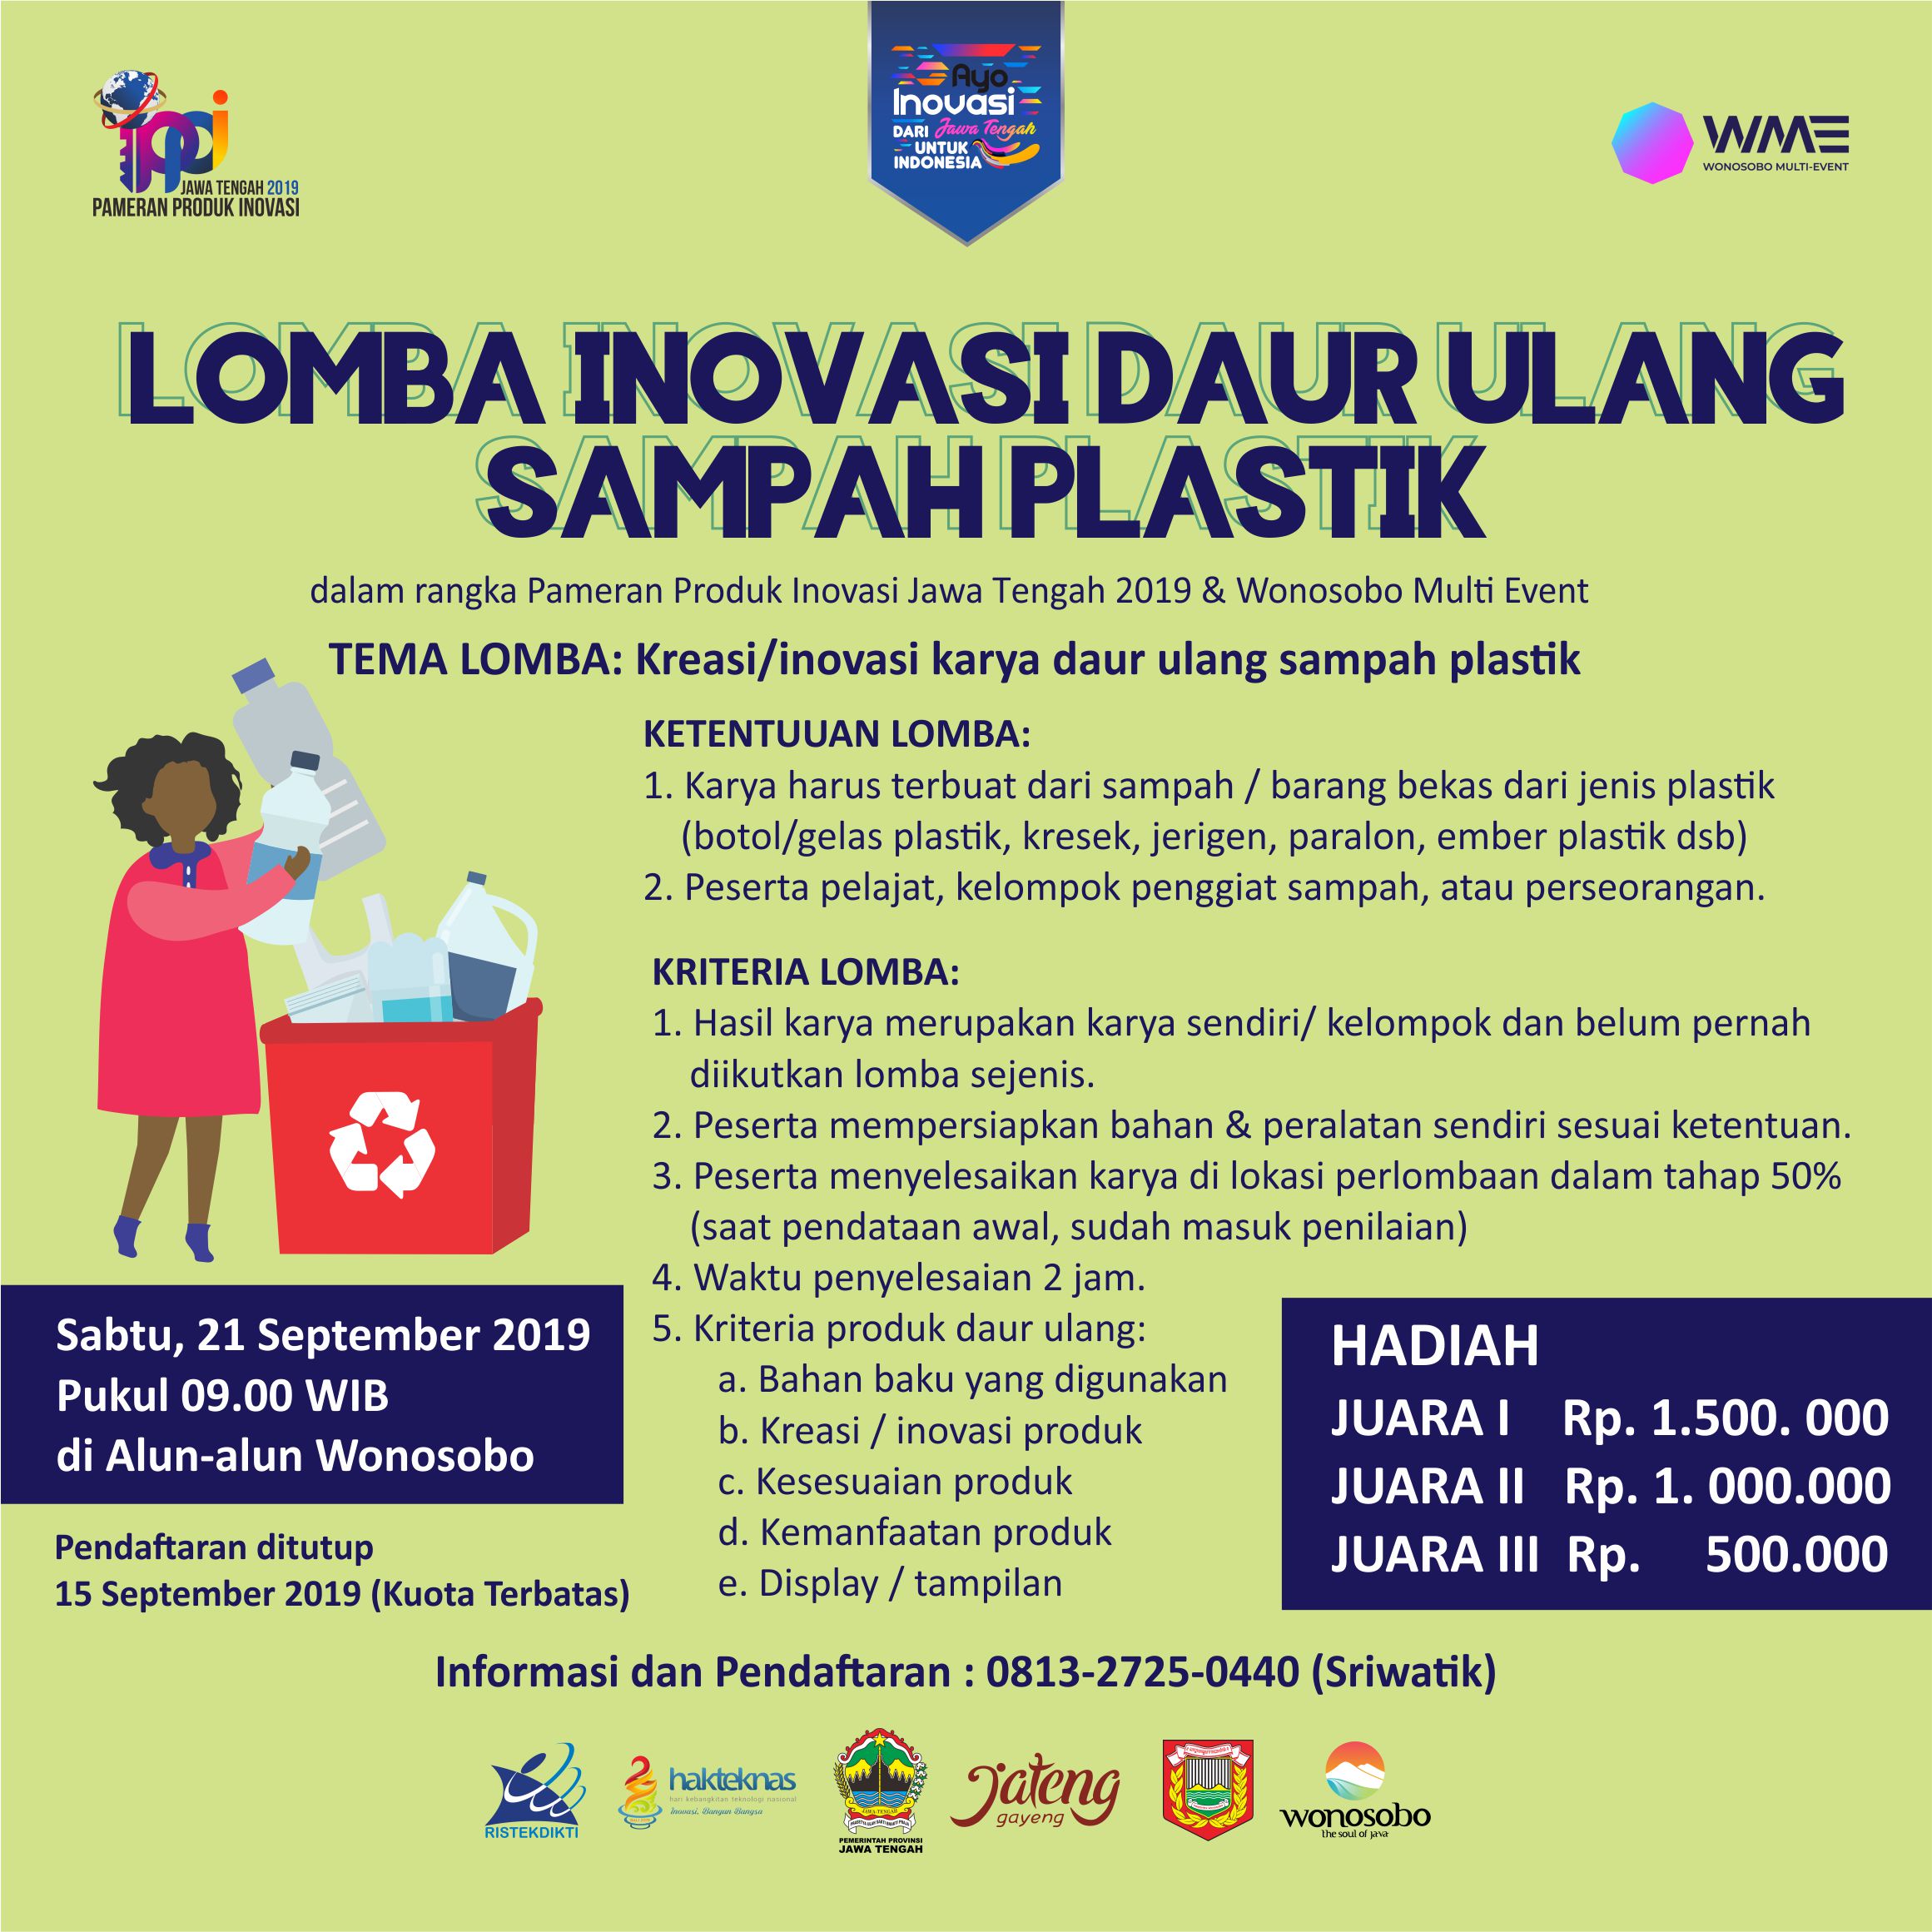 JAWA TENGAH 2019
PAMERAN PRODUK INOVASI
Ayo
Inovasi
DARI Jawa Tengah
UNTUK
INDONESIA
WME
WONOSOBO MULTI-EVENT
LOMBA INOVASI DAUR ULANG
SAMPAH PLASTIK
dalam rangka Pameran Produk Inovasi Jawa Tengah 2019 & Wonosobo Multi Event
TEMA LOMBA: Kreasi/inovasi karya daur ulang sampah plastik
KETENTUUAN LOMBA:
1. Karya harus terbuat dari sampah / barang bekas dari jenis plastik
(botol/gelas plastik, kresek, jerigen, paralon, ember plastik dsb)
2. Peserta pelajat, kelompok penggiat sampah, atau perseorangan.
KRITERIA LOMBA:
1. Hasil karya merupakan karya sendiri/ kelompok dan belum pernah
diikutkan lomba sejenis.
2. Peserta mempersiapkan bahan & peralatan sendiri sesuai ketentuan.
3. Peserta menyelesaikan karya di lokasi perlombaan dalam tahap 50%
(saat pendataan awal, sudah masuk penilaian)
4. Waktu penyelesaian 2 jam.
5. Kriteria produk daur ulang:
a. Bahan baku yang digunakan
b. Kreasi / inovasi produk
c. Kesesuaian produk
d. Kemanfaatan produk
e. Display / tampilan
Sabtu, 21 September 2019
Pukul 09.00 WIB
di Alun-alun Wonosobo
Pendaftaran ditutup
15 September 2019 (Kuota Terbatas)
HADIAH
JUARA I Rp. 1.500. 000
JUARA II Rp. 1. 000.000
JUARA III Rp. 500.000
Informasi dan Pendaftaran : 0813-2725-0440 (Sriwatik)
RISTEKDIKTI
hakteknas
hari kebangkitan teknologi nasional
Inovasi, Bangun Bangsa
JAWA TENGAH
PEMERINTAH PROVINSI
JAWA TENGAH
jateng
gayeng
wonosobo
the soul of java